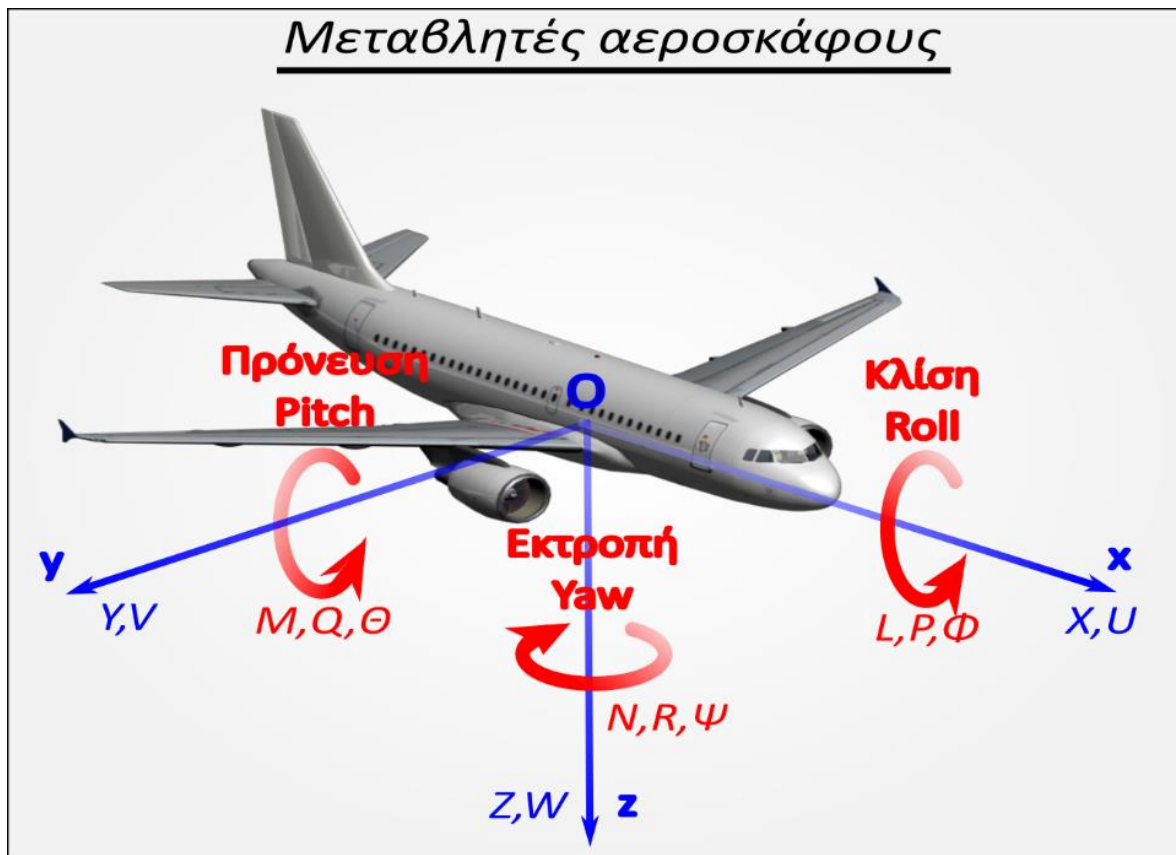 Μεταβλητές αεροσκάφους
Πρόνευση
Pitch
O
Κλίση
Roll
Εκτροπή
Yaw
y
Y,V
M,Q,Θ
L,P,Φ
x
X,U
N,R,Ψ
Z,W
z